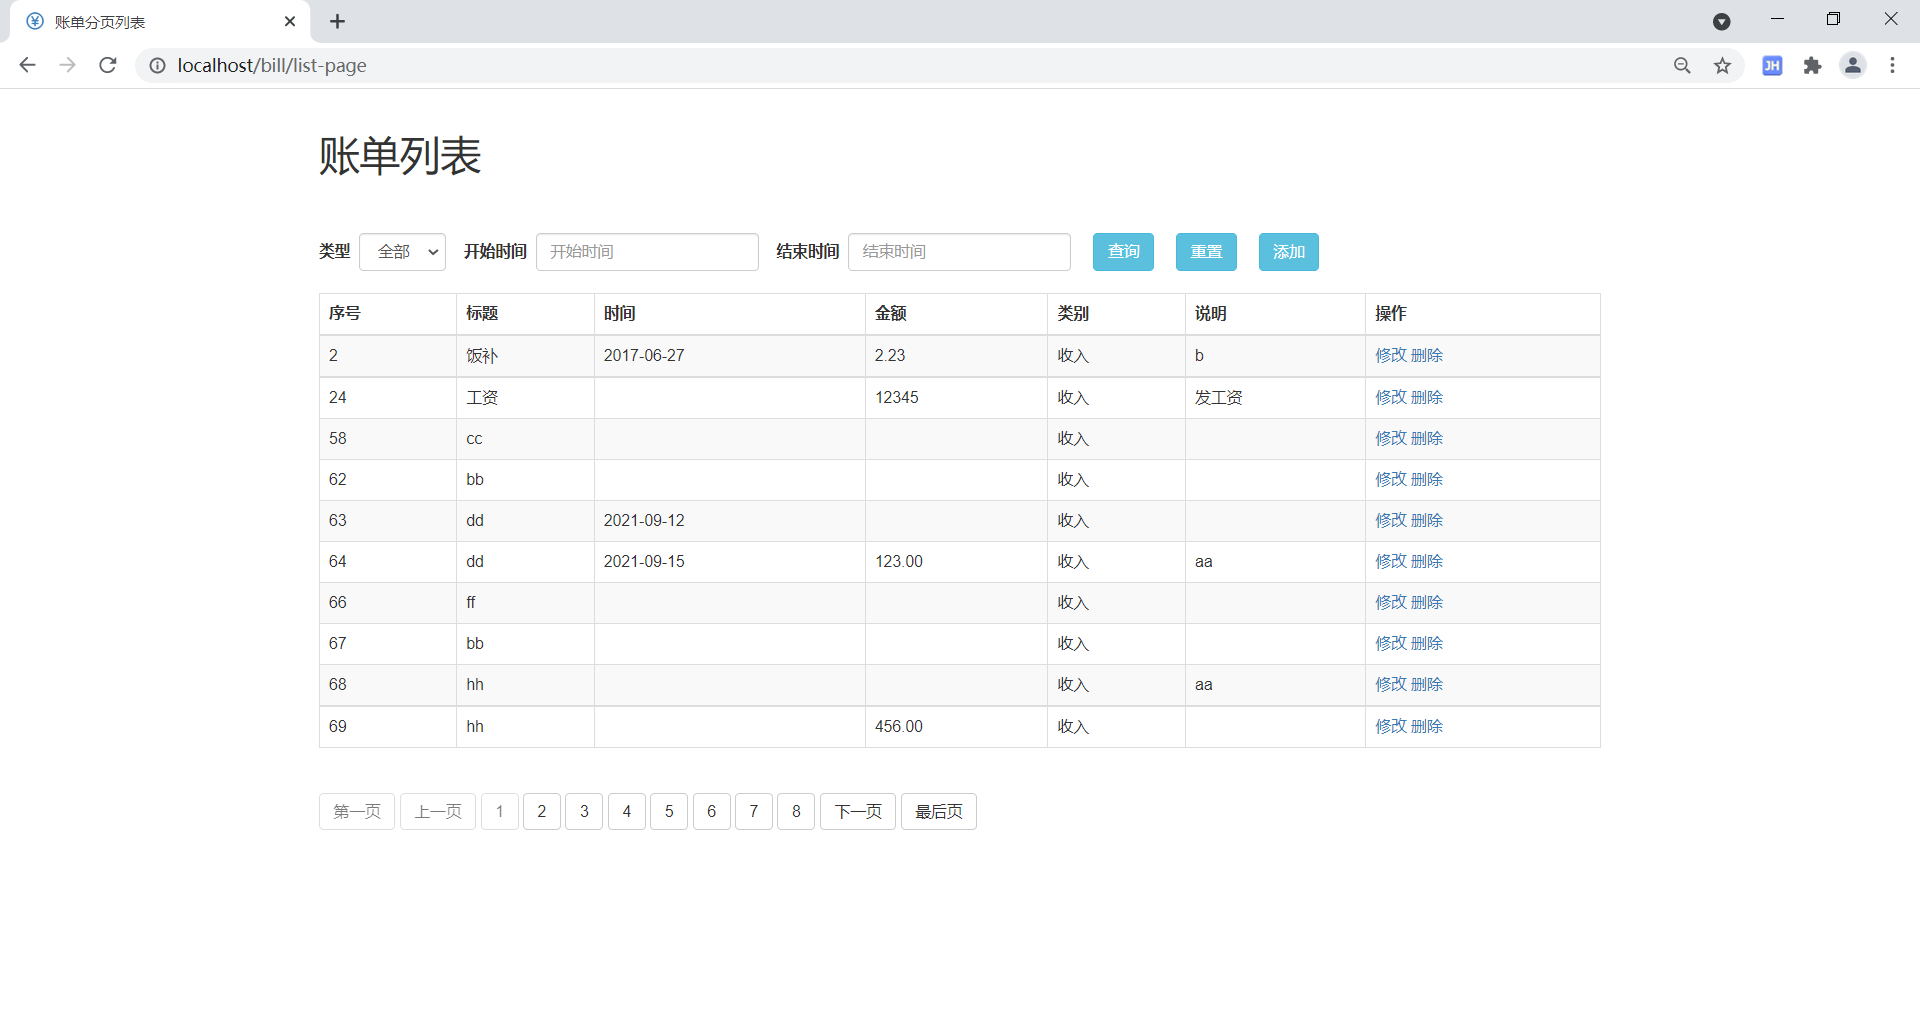 账单分页列表
localhost/bill/list-page
JH
账单列表
类型 全部 开始时间 开始时间 结束时间 结束时间 查询 重置 添加
序号 标题 时间 金额 类别 说明 操作
2 饭补 2017-06-27 2.23 收入 b 修改 删除
24 工资 12345 收入 发工资 修改 删除
58 cc 收入 修改 删除
62 bb 收入 修改 删除
63 dd 2021-09-12 收入 修改 删除
64 dd 2021-09-15 123.00 收入 aa 修改 删除
66 ff 收入 修改 删除
67 bb 收入 修改 删除
68 hh 收入 aa 修改 删除
69 hh 456.00 收入 修改 删除
第一页 上一页 1 2 3 4 5 6 7 8 下一页 最后页